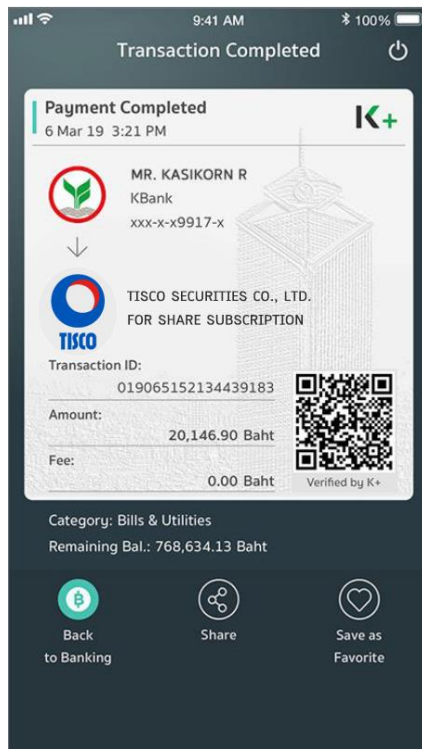 9:41 AM
100%
Transaction Completed
Payment Completed
6 Mar 19 3:21 PM
K+
MR. KASIKORN R
KBank
xxx-x-x9917-x
TISCO
TISCO SECURITIES CO., LTD.
FOR SHARE SUBSCRIPTION
Transaction ID:
019065152134439183
Amount:
20,146.90 Baht
Fee:
0.00 Baht
Verified by K+
Category: Bills & Utilities
Remaining Bal.: 768,634.13 Baht
Back
to Banking
Share
Save as
Favorite